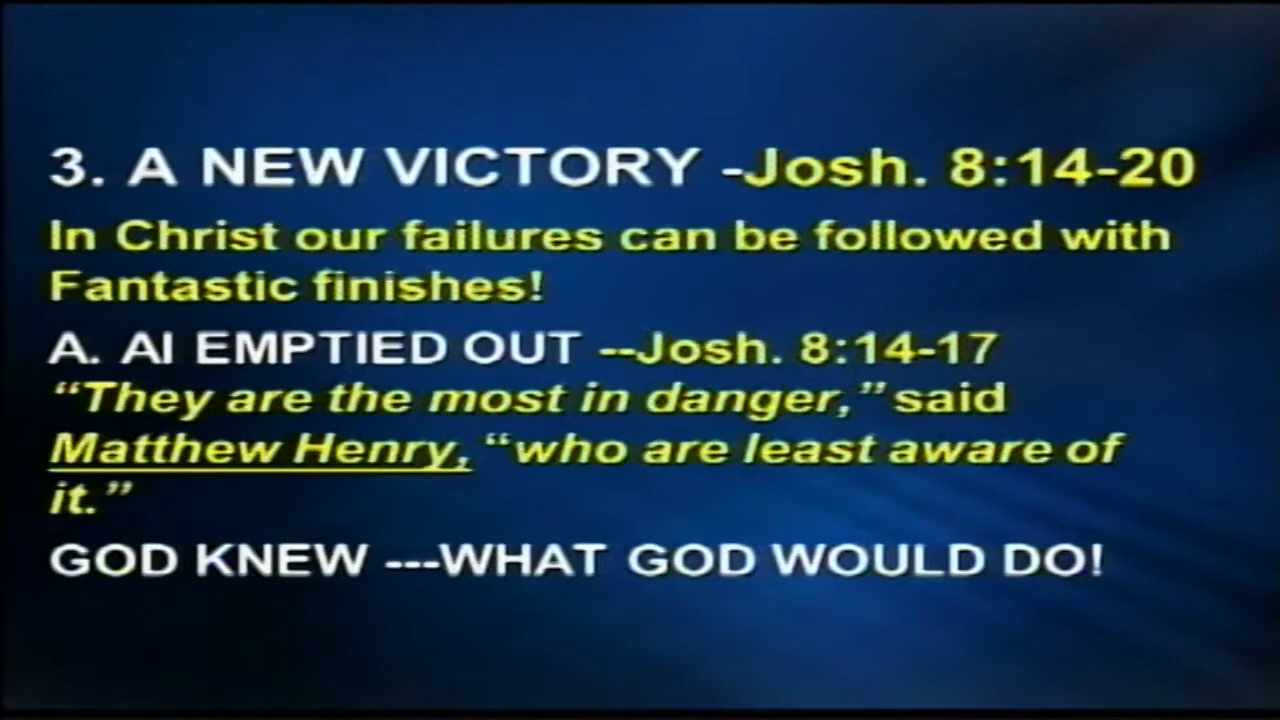 3. A NEW VICTORY -Josh. 8:14-20
In Christ our failures can be followed with
Fantastic finishes!
A. AI EMPTIED OUT --Josh. 8:14-17
“They are the most in danger,” said
Matthew Henry, “who are least aware of
it.”
GOD KNEW ---WHAT GOD WOULD DO!